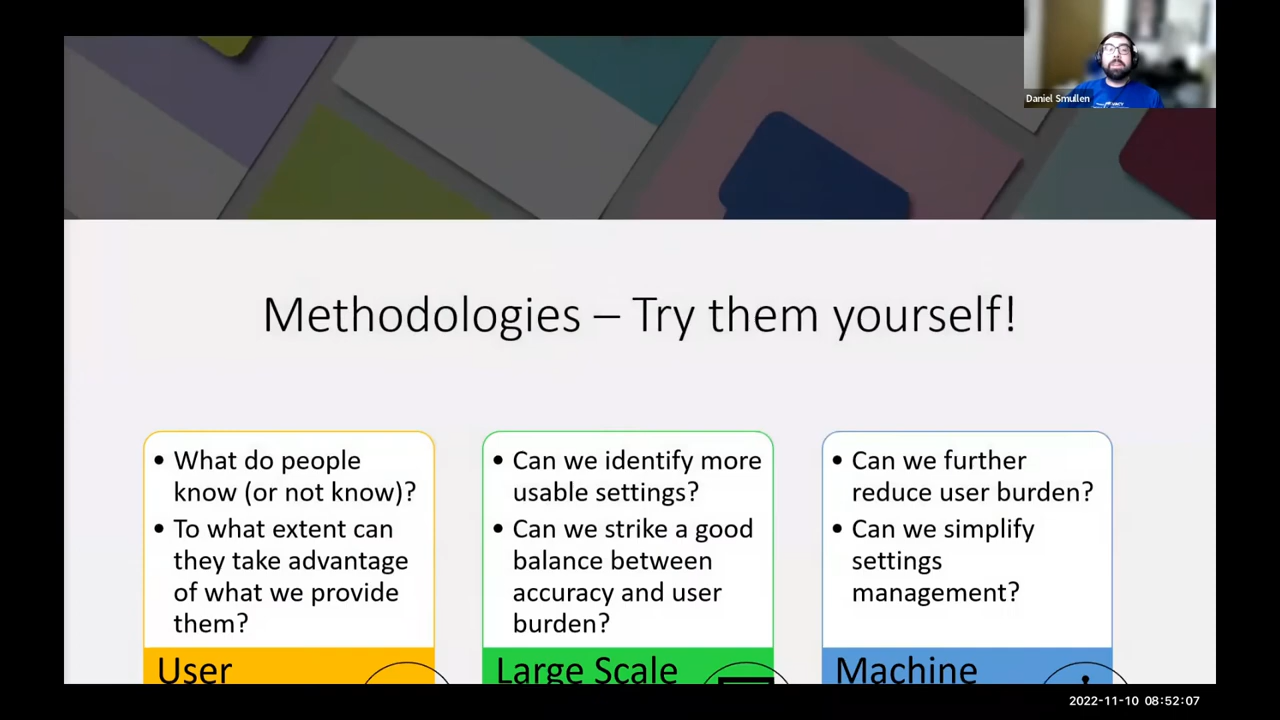 Daniel Smullen
Methodologies – Try them yourself!
• What do people
know (or not know)?
• To what extent can
they take advantage
of what we provide
them?
User
• Can we identify more
usable settings?
• Can we strike a good
balance between
accuracy and user
burden?
Large Scale
• Can we further
reduce user burden?
• Can we simplify
settings
management?
Machine
2022-11-10 08:52:07